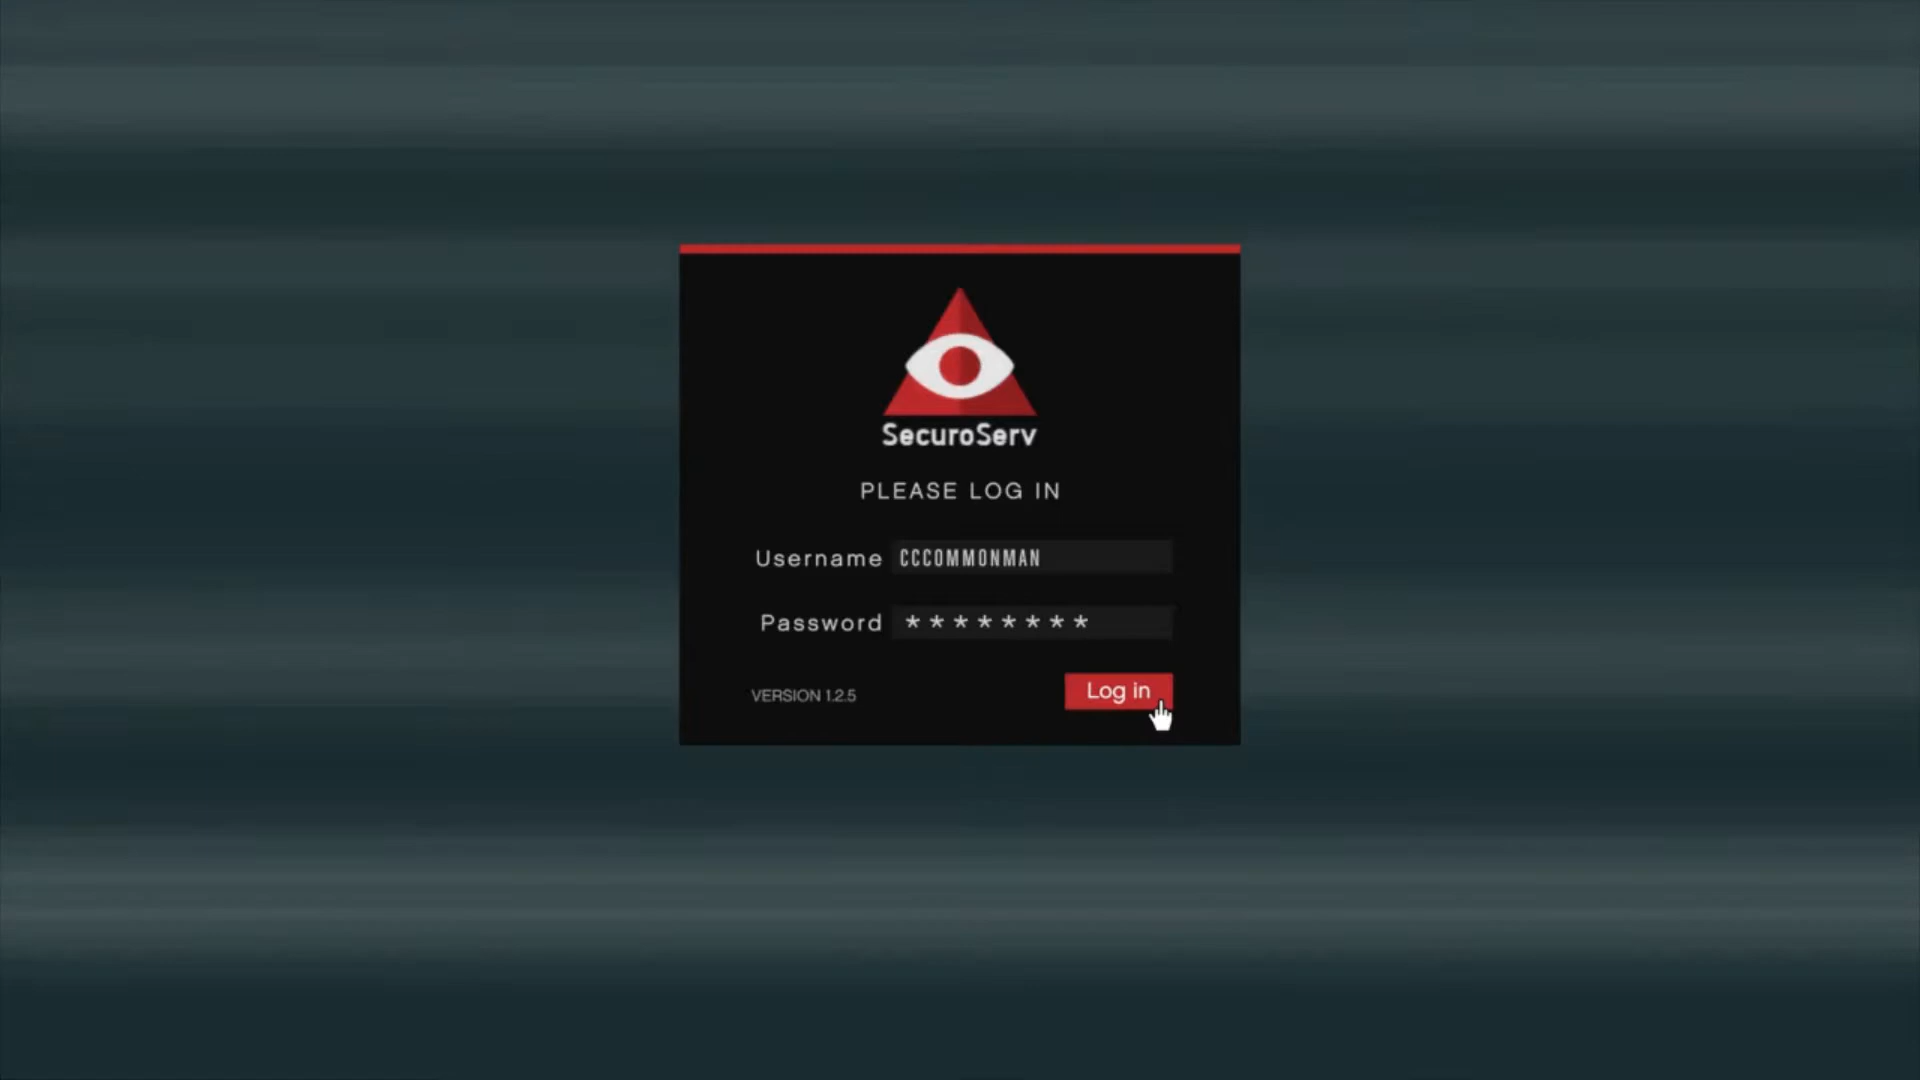 SecuroServ
PLEASE LOG IN
Username CCCOMMONMAN
Password ********
VERSION 1.2.5 Log in